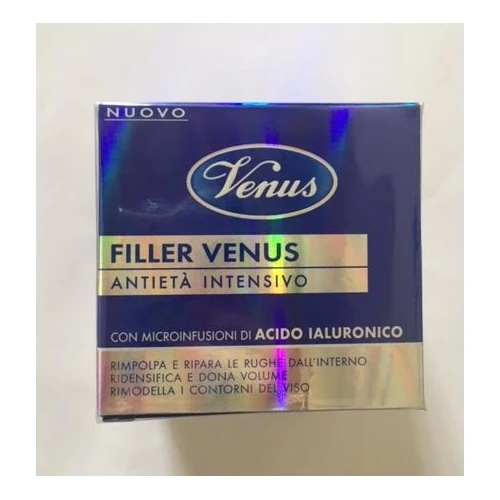 NUOVO
Venus
FILLER VENUS
ANTIETÀ INTENSIVO
CON MICROINFUSIONI DI ACIDO IALURONICO
RIMPOLPA E RIPARA LE RUGHE DALL'INTERNO
RIDENSIFICA E DONA VOLUME
RIMODELLA I CONTORNI DEL VISO